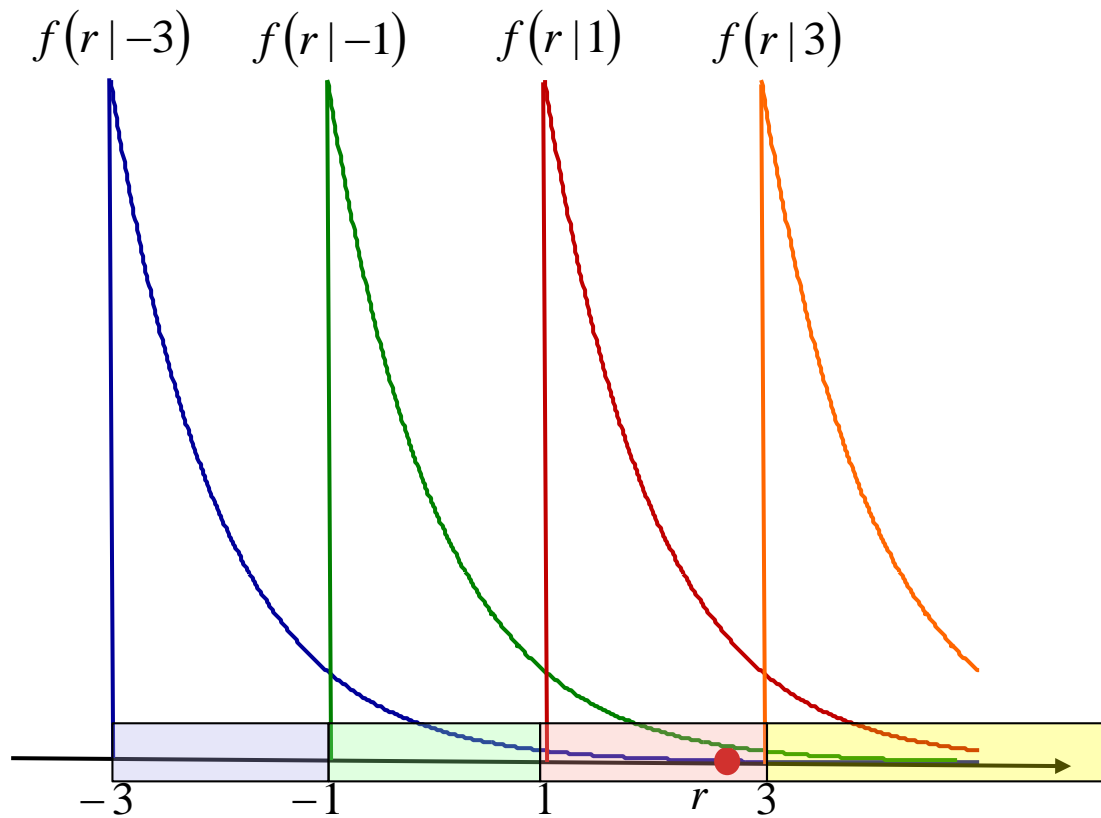 f(r | −3) f(r | −1) f(r | 1) f(r | 3)
−3 −1 1 r 3